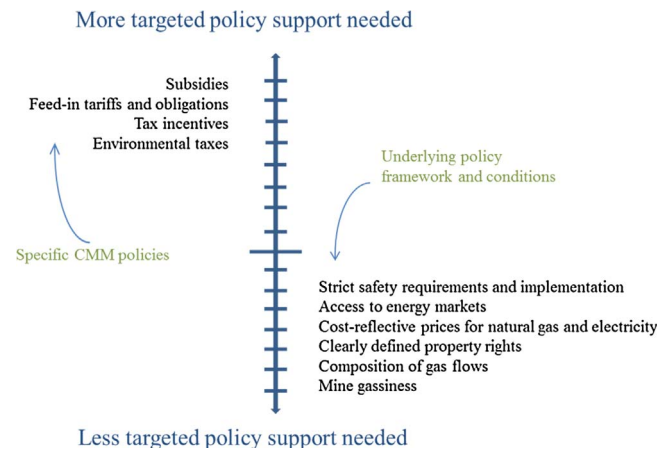 More targeted policy support needed
Subsidies
Feed-in tariffs and obligations
Tax incentives
Environmental taxes
Underlying policy
framework and conditions
Specific CMM policies
Strict safety requirements and implementation
Access to energy markets
Cost-reflective prices for natural gas and electricity
Clearly defined property rights
Composition of gas flows
Mine gassiness
Less targeted policy support needed